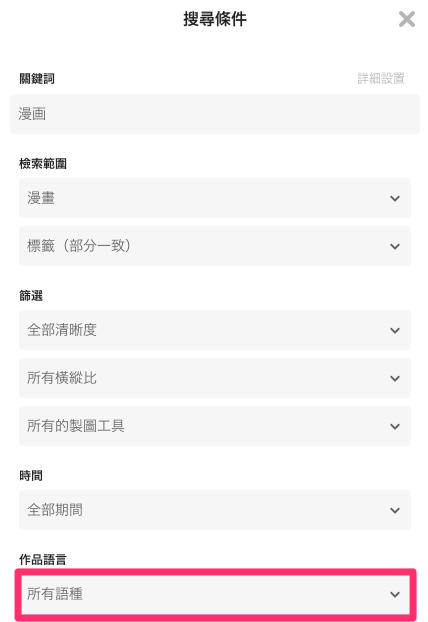 搜尋條件
關鍵詞
詳細設置
漫画
檢索範圍
漫畫
標籤（部分一致）
篩選
全部清晰度
所有橫縱比
所有的製圖工具
時間
全部期間
作品語言
所有語種